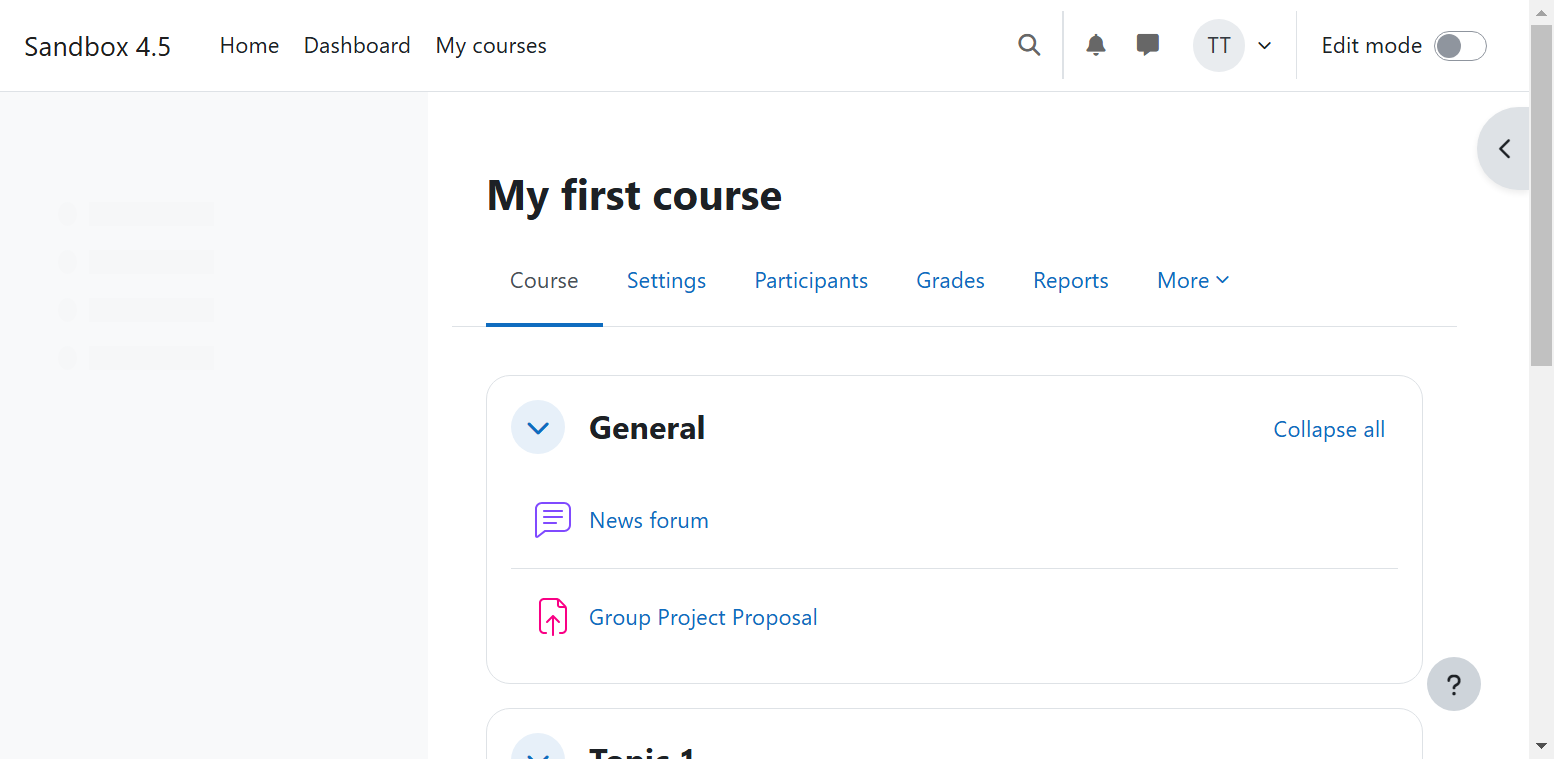 Sandbox 4.5 Home Dashboard My courses TT Edit mode
My first course
Course Settings Participants Grades Reports More
General Collapse all
News forum
Group Project Proposal
?
Topic 1